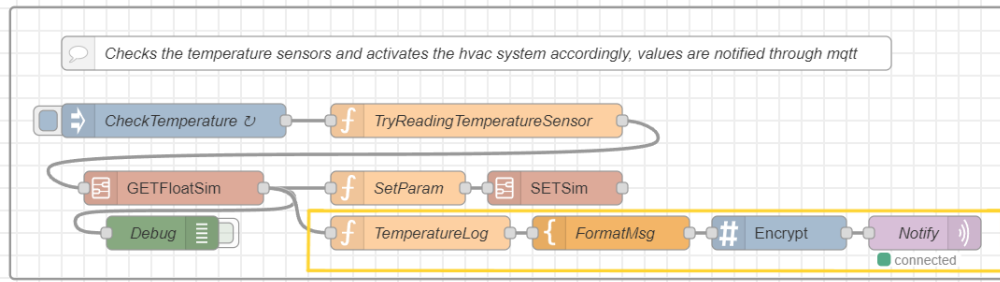 Checks the temperature sensors and activates the hvac system accordingly, values are notified through mqtt
CheckTemperature ↻
TryReadingTemperatureSensor
GETFloatSim
SetParam
SETSim
Debug
TemperatureLog
FormatMsg
Encrypt
Notify
connected